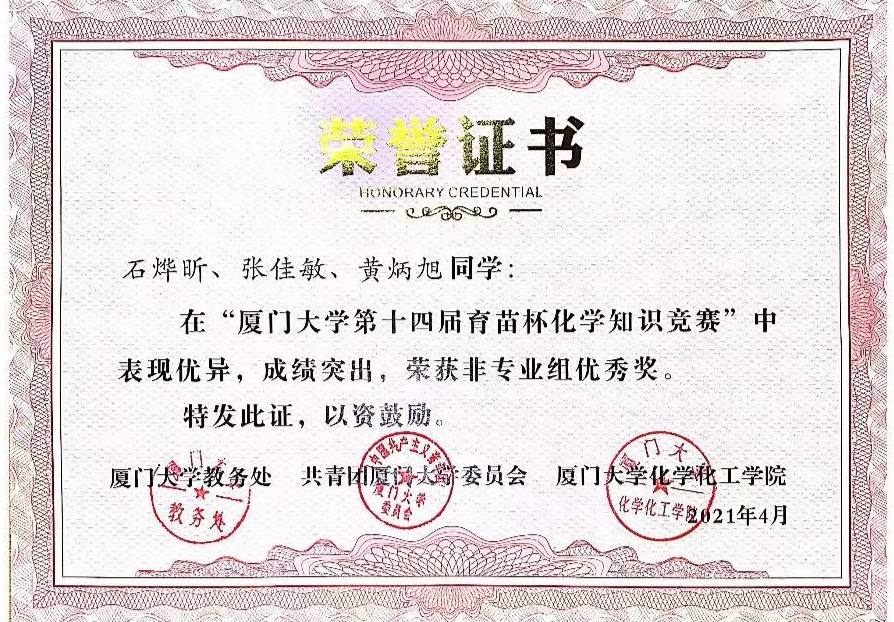 荣誉证书
HONORARY CREDENTIAL
石烨昕、张佳敏、黄炳旭同学：
在“厦门大学第十四届育苗杯化学知识竞赛”中
表现优异，成绩突出，荣获非专业组优秀奖。
特发此证，以资鼓励。
厦门大学教务处 共青团厦门大学委员会 厦门大学化学化工学院
2021年4月
厦门大
教务处
中国共产主义青
厦门大学
委员会
厦门大
化学化工学院